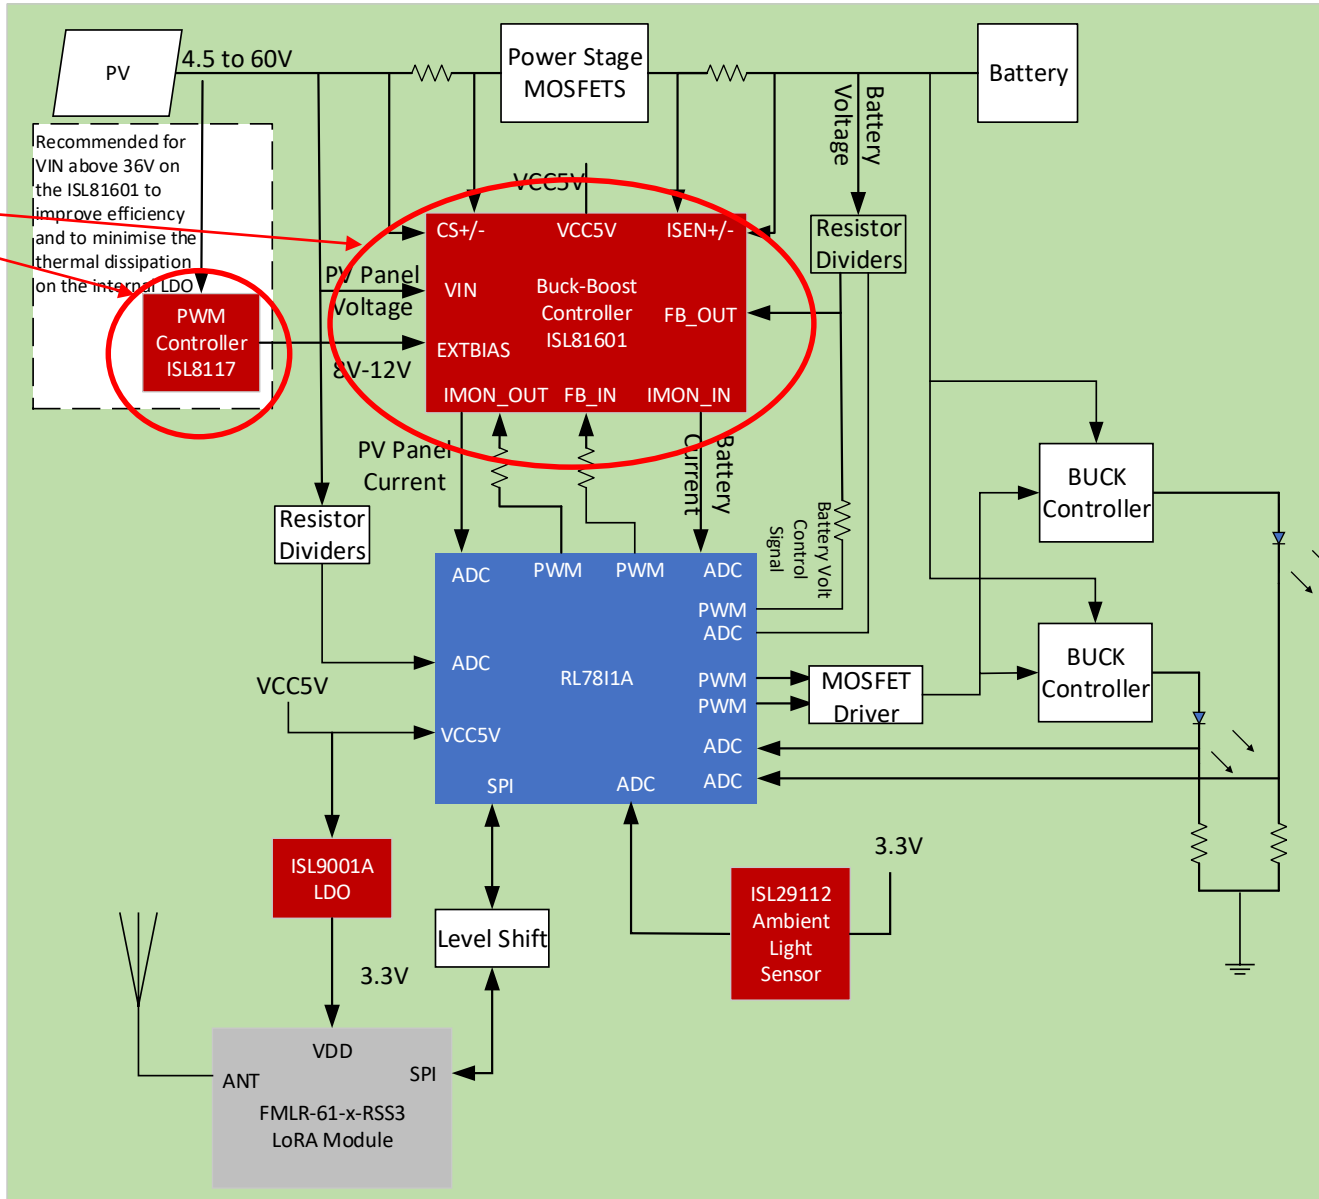 PV
4.5 to 60V
Power Stage
MOSFETS
Battery
Recommended for
VIN above 36V on
the ISL81601 to
improve efficiency
and to minimise the
thermal dissipation
on the internal LDO
PWM
Controller
ISL8117
VCC5V
CS+/-
VCC5V
ISEN+/-
PV Panel
Voltage
VIN
Buck-Boost
Controller
ISL81601
FB_OUT
EXTBIAS
8V-12V
IMON_OUT
FB_IN
IMON_IN
Battery
Voltage
Resistor
Dividers
PV Panel
Current
Battery
Current
Battery Volt
Control
Signal
Resistor
Dividers
BUCK
Controller
ADC
PWM
PWM
ADC
PWM
ADC
ADC
RL78I1A
PWM
PWM
MOSFET
Driver
BUCK
Controller
VCC5V
VCC5V
ADC
ADC
SPI
ADC
ISL9001A
LDO
3.3V
ISL29112
Ambient
Light
Sensor
Level Shift
3.3V
VDD
ANT
SPI
FMLR-61-x-RSS3
LoRA Module